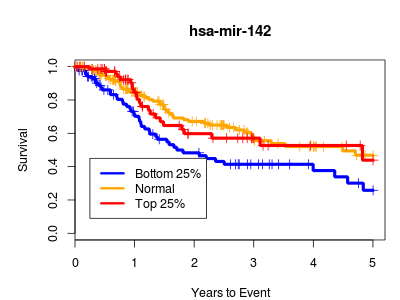 hsa-mir-142
Survival
1.0
0.8
0.6
0.4
0.2
0.0
Bottom 25%
Normal
Top 25%
0 1 2 3 4 5
Years to Event